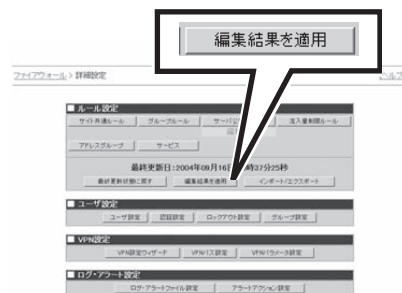 編集結果を適用
ファイアウォール> 詳細設定
ヘルプ
■ ルール設定
サイト共通ルール グループルール 流入量制限ルール
アドレスグループ サービス
最終更新日:2004年09月16日 時37分25秒
最終更新状態に戻す 編集結果を適用 インポート/エクスポート
■ ユーザ設定
ユーザ設定 認証設定 ロックアウト設定 グループ設定
■ VPN設定
VPN設定ウィザード VPNパス設定 VPNパラメータ設定
■ ログ・アラート設定
ログ・アラートファイル設定 アラートアクション設定